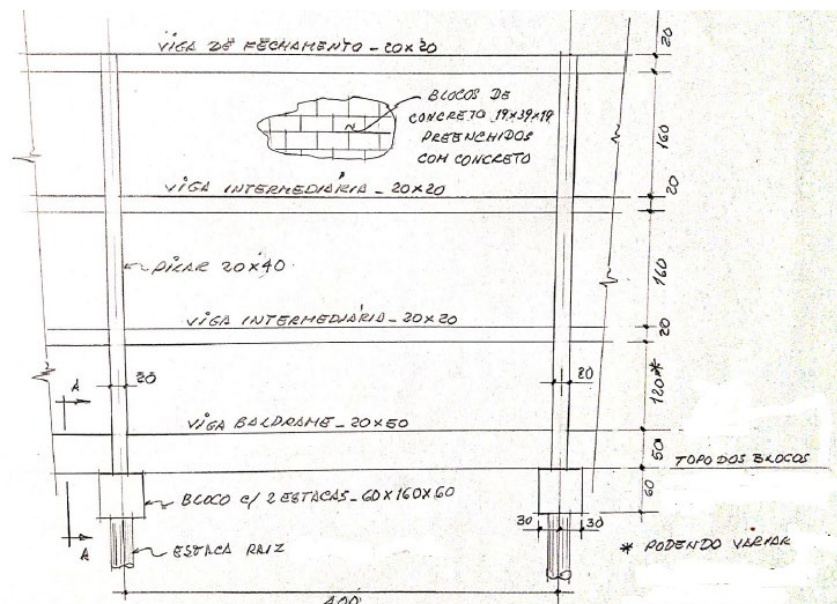 VIGA DE FECHAMENTO - 20x20
20
BLOCOS DE
CONCRETO 19x39x19
PREENCHIDOS
COM CONCRETO
160
VIGA INTERMEDIÁRIA - 20x20
20
PILAR 20x40
160
VIGA INTERMEDIÁRIA - 20x20
20
A
20
20
120*
VIGA BALDRAME - 20x50
50
TOPO DOS BLOCOS
BLOCO C/ 2 ESTACAS - 60x160x60
60
30
30
A
ESTACA RAIZ
* PODENDO VARIAR
400